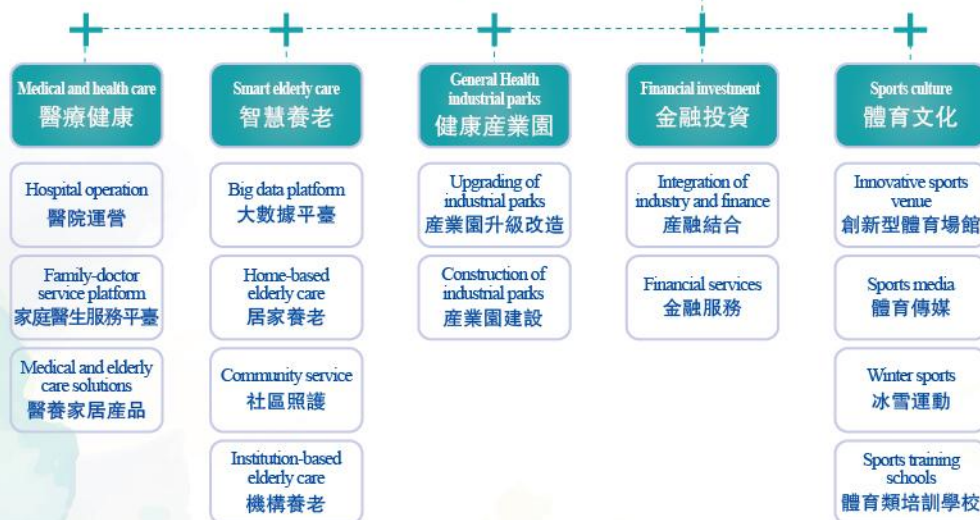 Medical and health care
醫療健康
Smart elderly care
智慧養老
General Health
industrial parks
健康産業園
Financial investment
金融投資
Sports culture
體育文化
Hospital operation
醫院運營
Family-doctor
service platform
家庭醫生服務平臺
Medical and elderly
care solutions
醫養家居産品
Big data platform
大數據平臺
Home-based
elderly care
居家養老
Community service
社區照護
Institution-based
elderly care
機構養老
Upgrading of
industrial parks
産業園升級改造
Construction of
industrial parks
産業園建設
Integration of
industry and finance
産融結合
Financial services
金融服務
Innovative sports
venue
創新型體育場館
Sports media
體育傳媒
Winter sports
冰雪運動
Sports training
schools
體育類培訓學校